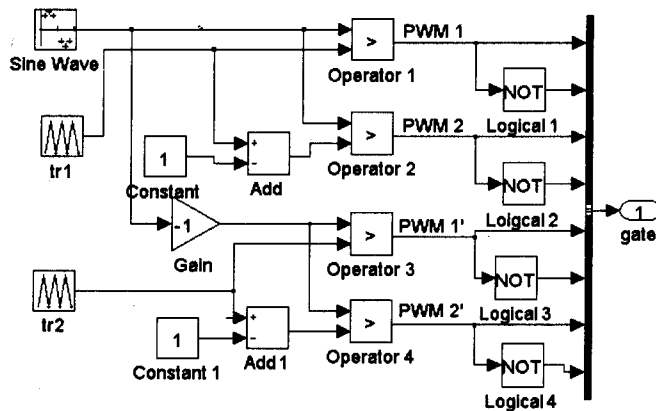 PWM 1
>
Sine Wave
Operator 1
NOT
Logical 1
tr1
PWM 2
>
1
+
-
Constant
Add
Operator 2
NOT
Loigcal 2
-1
Gain
PWM 1'
>
Operator 3
1
gate
NOT
Logical 3
tr2
PWM 2'
>
1
+
-
Constant 1
Add 1
Operator 4
NOT
Logical 4